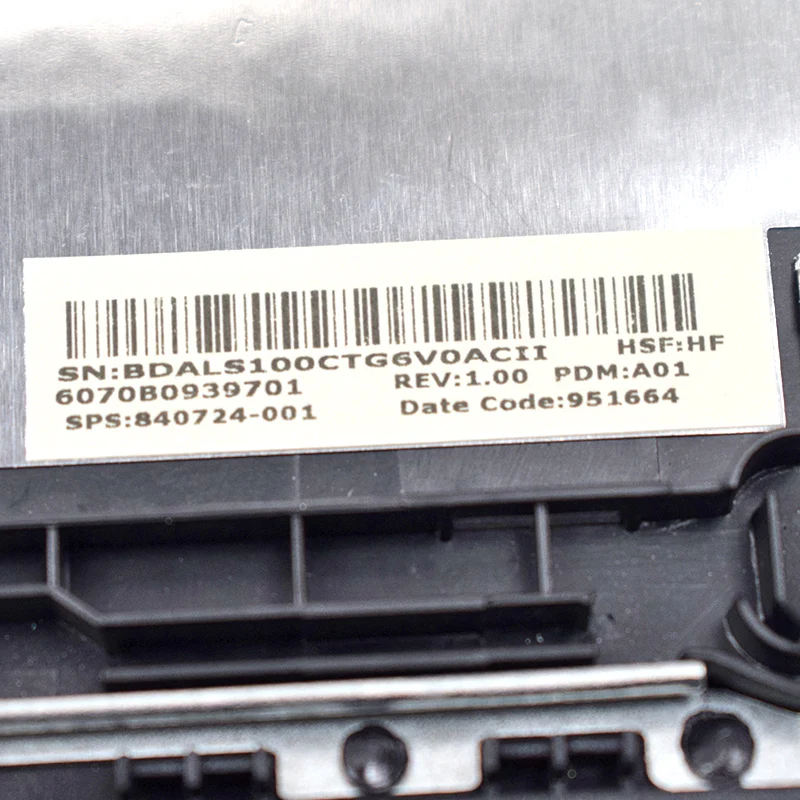 SN:BDALS100CTG6V0ACII HSF:HF
6070B0939701 REV:1.00 PDM:A01
SPS:840724-001 Date Code:951664